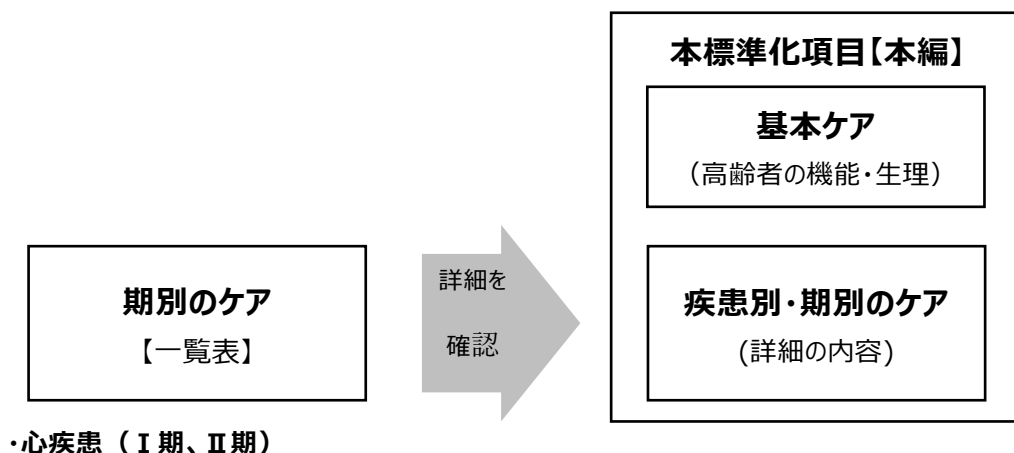 本標準化項目【本編】
基本ケア
（高齢者の機能・生理）
期別のケア
【一覧表】
詳細を
確認
疾患別・期別のケア
(詳細の内容)
・心疾患（Ⅰ期、Ⅱ期）